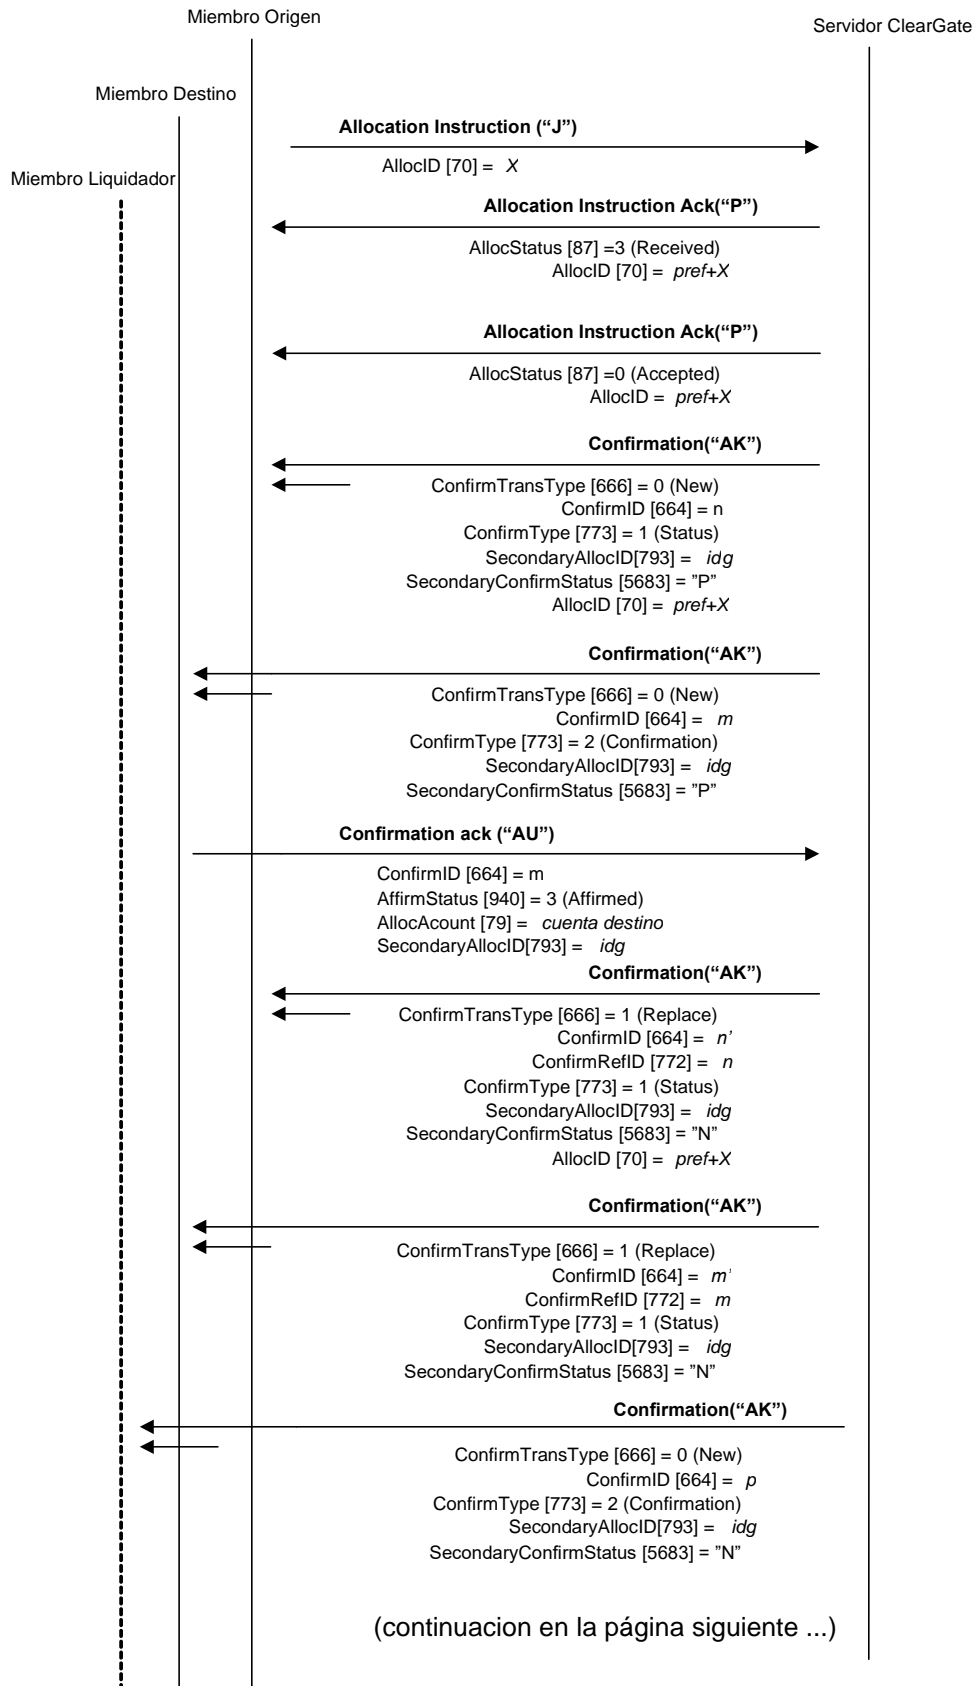 Miembro Origen
Servidor ClearGate
Miembro Destino
Miembro Liquidador
Allocation Instruction (“J”)
AllocID [70] = X
Allocation Instruction Ack(“P”)
AllocStatus [87] =3 (Received)
AllocID [70] = pref+X
Allocation Instruction Ack(“P”)
AllocStatus [87] =0 (Accepted)
AllocID = pref+X
Confirmation(“AK”)
ConfirmTransType [666] = 0 (New)
ConfirmID [664] = n
ConfirmType [773] = 1 (Status)
SecondaryAllocID[793] = idg
SecondaryConfirmStatus [5683] = ”P”
AllocID [70] = pref+X
Confirmation(“AK”)
ConfirmTransType [666] = 0 (New)
ConfirmID [664] = m
ConfirmType [773] = 2 (Confirmation)
SecondaryAllocID[793] = idg
SecondaryConfirmStatus [5683] = ”P”
Confirmation ack (“AU”)
ConfirmID [664] = m
AffirmStatus [940] = 3 (Affirmed)
AllocAcount [79] = cuenta destino
SecondaryAllocID[793] = idg
Confirmation(“AK”)
ConfirmTransType [666] = 1 (Replace)
ConfirmID [664] = n’
ConfirmRefID [772] = n
ConfirmType [773] = 1 (Status)
SecondaryAllocID[793] = idg
SecondaryConfirmStatus [5683] = ”N”
AllocID [70] = pref+X
Confirmation(“AK”)
ConfirmTransType [666] = 1 (Replace)
ConfirmID [664] = m’
ConfirmRefID [772] = m
ConfirmType [773] = 1 (Status)
SecondaryAllocID[793] = idg
SecondaryConfirmStatus [5683] = ”N”
Confirmation(“AK”)
ConfirmTransType [666] = 0 (New)
ConfirmID [664] = p
ConfirmType [773] = 2 (Confirmation)
SecondaryAllocID[793] = idg
SecondaryConfirmStatus [5683] = ”N”
(continuacion en la página siguiente ...)